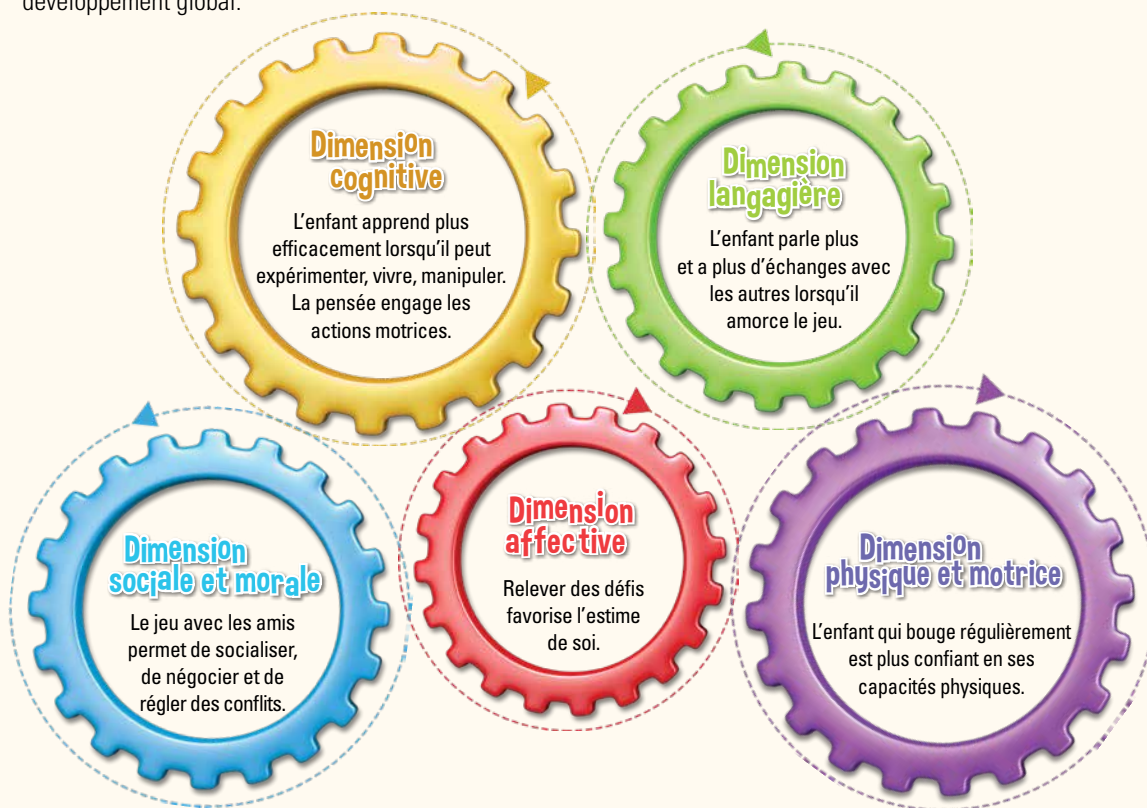 développement global.
Dimension
cognitive
L'enfant apprend plus
efficacement lorsqu'il peut
expérimenter, vivre, manipuler.
La pensée engage les
actions motrices.
Dimension
langagière
L'enfant parle plus
et a plus d'échanges avec
les autres lorsqu'il
amorce le jeu.
Dimension
sociale et morale
Le jeu avec les amis
permet de socialiser,
de négocier et de
régler des conflits.
Dimension
affective
Relever des défis
favorise l'estime
de soi.
Dimension
physique et motrice
L'enfant qui bouge régulièrement
est plus confiant en ses
capacités physiques.